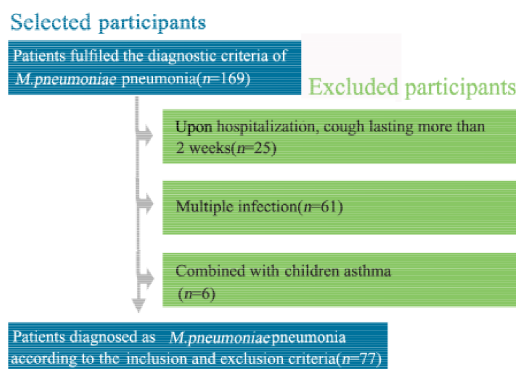 Selected participants
Patients fulfiled the diagnostic criteria of
M.pneumoniae pneumonia(n=169)
Excluded participants
Upon hospitalization, cough lasting more than
2 weeks(n=25)
Multiple infection(n=61)
Combined with children asthma
(n=6)
Patients diagnosed as M.pneumoniaepneumonia
according to the inclusion and exclusion criteria(n=77)